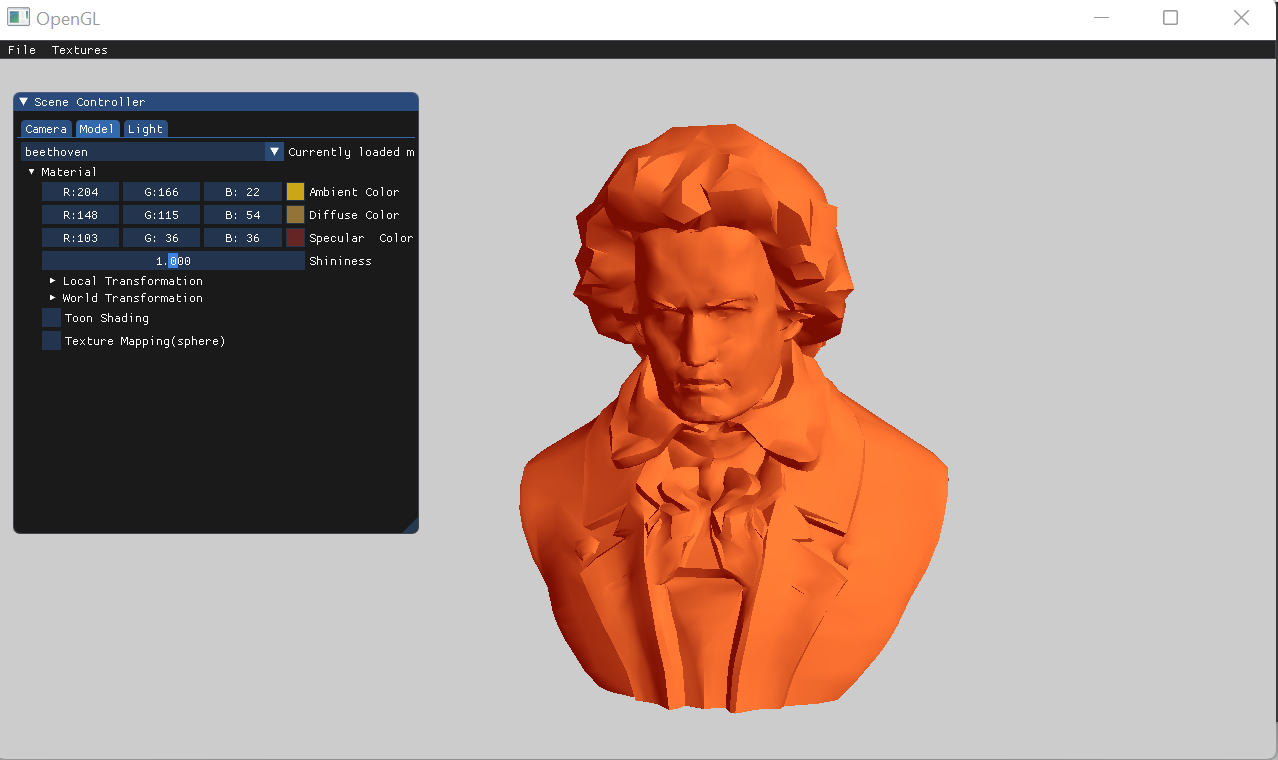 OpenGL
File Textures
Scene Controller
Camera Model Light
beethoven Currently loaded m
Material
R:204 G:166 B: 22 Ambient Color
R:148 G:115 B: 54 Diffuse Color
R:103 G: 36 B: 36 Specular Color
1.000 Shininess
Local Transformation
World Transformation
Toon Shading
Texture Mapping(sphere)